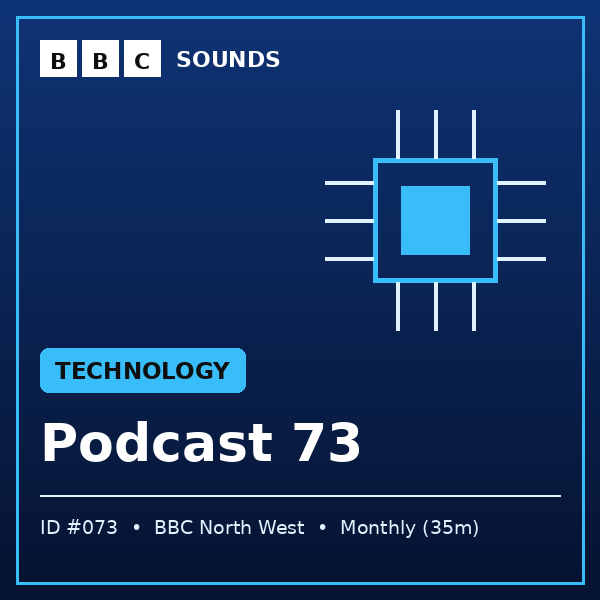 BBC SOUNDS
TECHNOLOGY
Podcast 73
ID #073 • BBC North West • Monthly (35m)